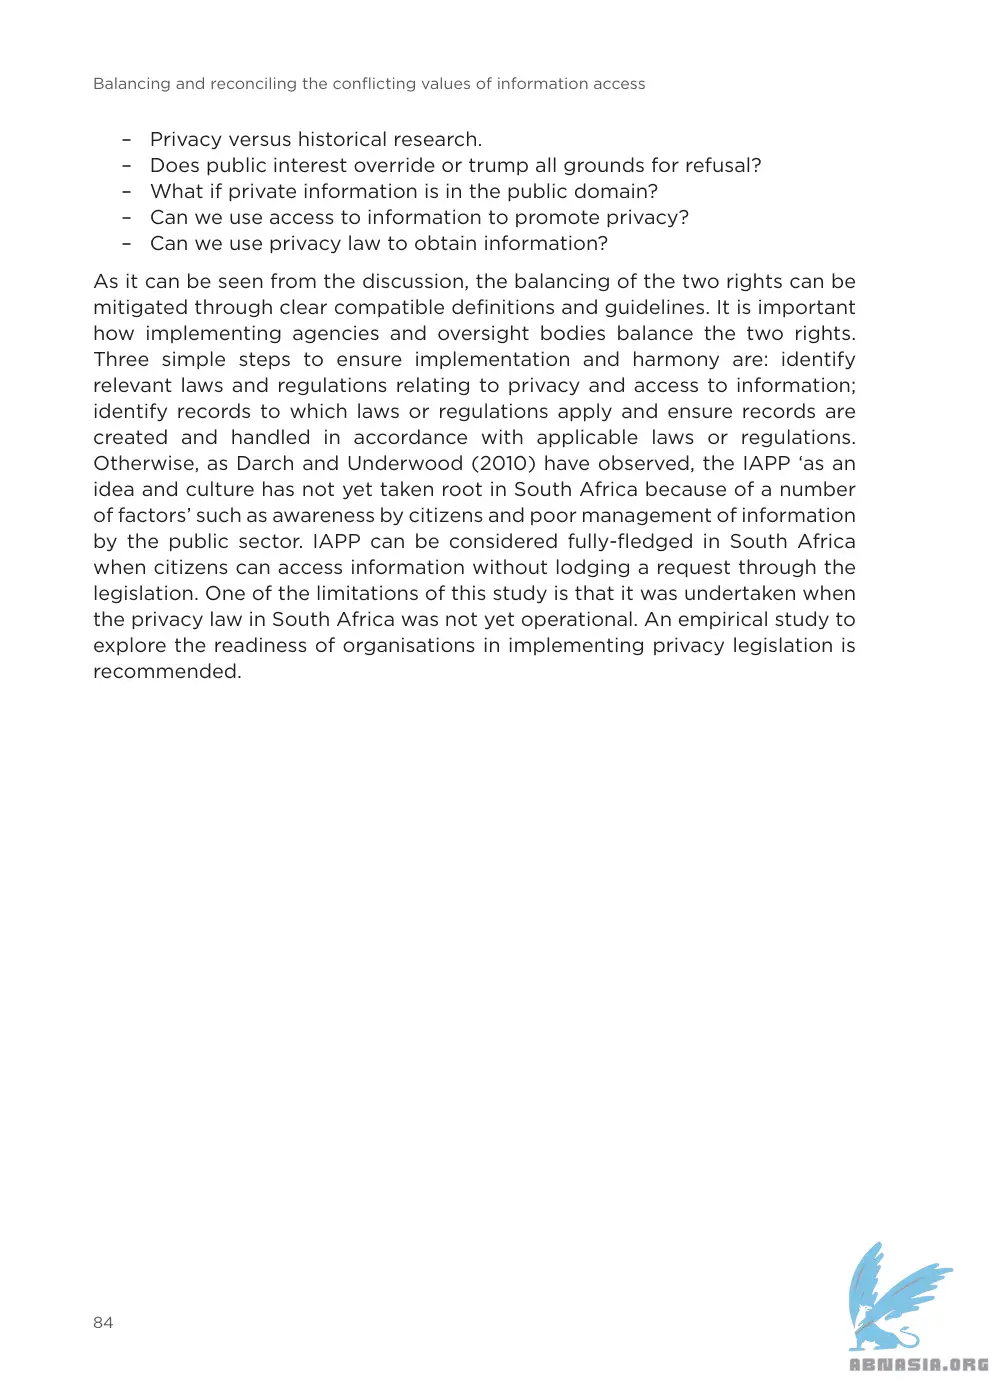 Balancing and reconciling the conflicting values of information access
– Privacy versus historical research.
– Does public interest override or trump all grounds for refusal?
– What if private information is in the public domain?
– Can we use access to information to promote privacy?
– Can we use privacy law to obtain information?
As it can be seen from the discussion, the balancing of the two rights can be
mitigated through clear compatible definitions and guidelines. It is important
how implementing agencies and oversight bodies balance the two rights.
Three simple steps to ensure implementation and harmony are: identify
relevant laws and regulations relating to privacy and access to information;
identify records to which laws or regulations apply and ensure records are
created and handled in accordance with applicable laws or regulations.
Otherwise, as Darch and Underwood (2010) have observed, the IAPP ‘as an
idea and culture has not yet taken root in South Africa because of a number
of factors’ such as awareness by citizens and poor management of information
by the public sector. IAPP can be considered fully-fledged in South Africa
when citizens can access information without lodging a request through the
legislation. One of the limitations of this study is that it was undertaken when
the privacy law in South Africa was not yet operational. An empirical study to
explore the readiness of organisations in implementing privacy legislation is
recommended.
84
ABNASIA.ORG